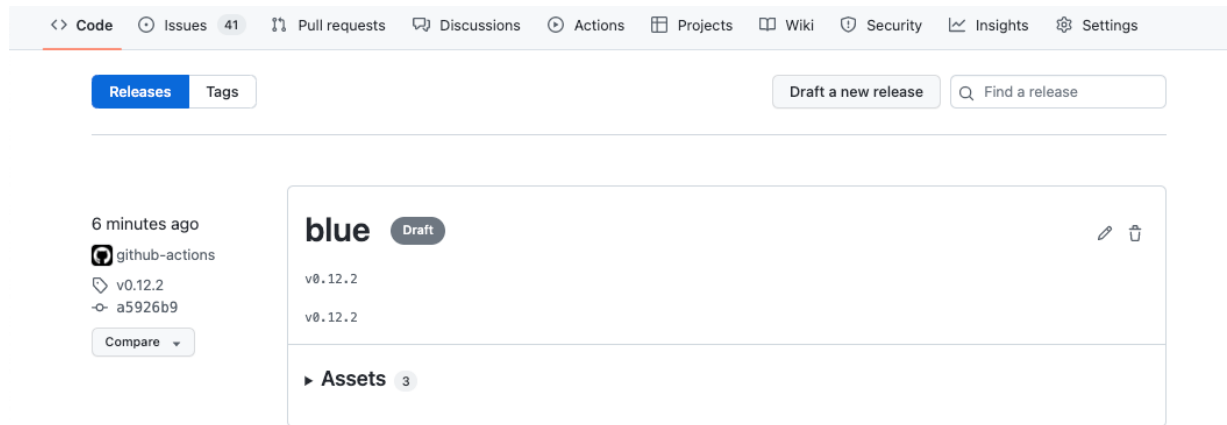 <> Code Issues 41 Pull requests Discussions Actions Projects Wiki Security Insights Settings
Releases Tags Draft a new release Find a release
6 minutes ago
github-actions
v0.12.2
a5926b9
Compare
blue Draft
v0.12.2
v0.12.2
Assets 3